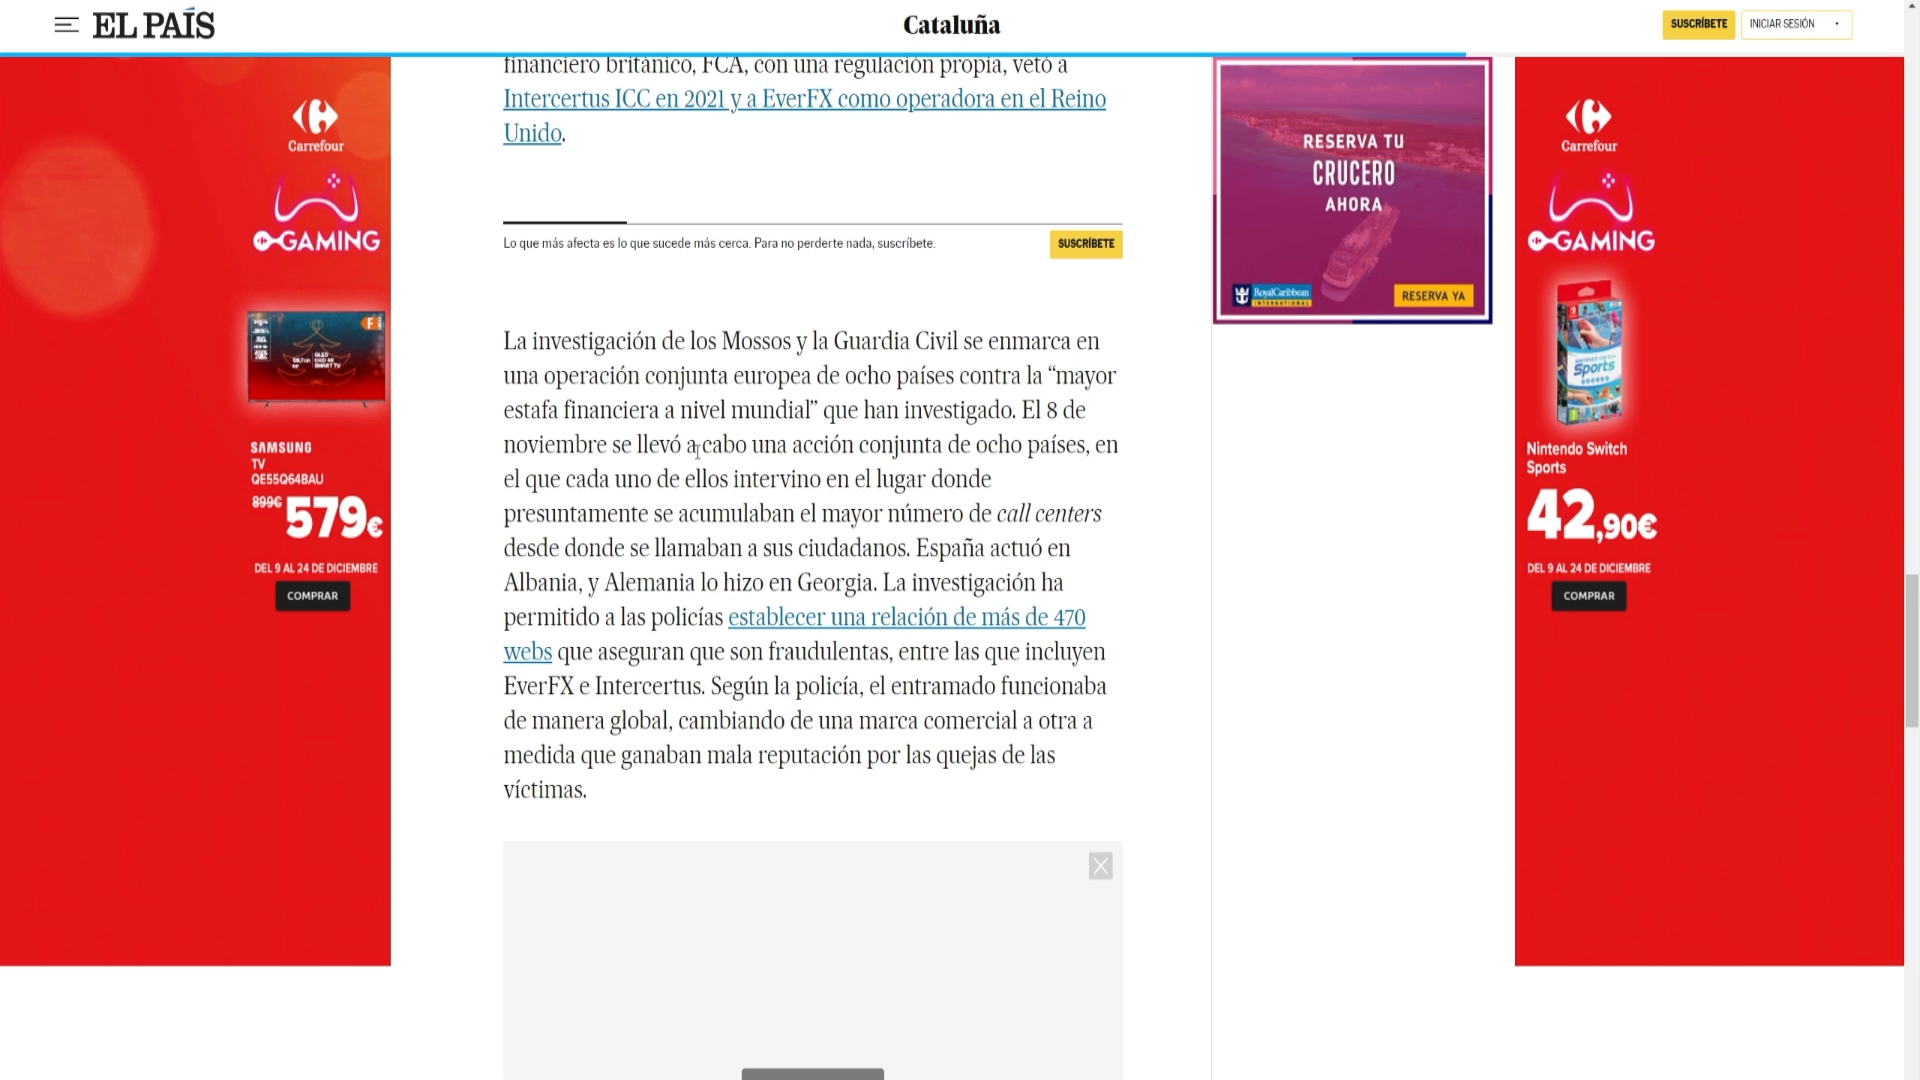 EL PAÍS
Cataluña
SUSCRÍBETE
INICIAR SESIÓN
financiero británico, FCA, con una regulación propia, vetó a
Intercertus ICC en 2021 y a EverFX como operadora en el Reino
Unido.
Lo que más afecta es lo que sucede más cerca. Para no perderte nada, suscríbete.
SUSCRÍBETE
La investigación de los Mossos y la Guardia Civil se enmarca en
una operación conjunta europea de ocho países contra la “mayor
estafa financiera a nivel mundial” que han investigado. El 8 de
noviembre se llevó a cabo una acción conjunta de ocho países, en
el que cada uno de ellos intervino en el lugar donde
presuntamente se acumulaban el mayor número de call centers
desde donde se llamaban a sus ciudadanos. España actuó en
Albania, y Alemania lo hizo en Georgia. La investigación ha
permitido a las policías establecer una relación de más de 470
webs que aseguran que son fraudulentas, entre las que incluyen
EverFX e Intercertus. Según la policía, el entramado funcionaba
de manera global, cambiando de una marca comercial a otra a
medida que ganaban mala reputación por las quejas de las
víctimas.
Carrefour
GAMING
F
QLED
UHD 4K
SMART TV
SAMSUNG
TV
QE55Q64BAU
899€
579€
DEL 9 AL 24 DE DICIEMBRE
COMPRAR
RESERVA TU
CRUCERO
AHORA
RoyalCaribbean
INTERNATIONAL
RESERVA YA
Carrefour
GAMING
Sports
Nintendo Switch
Sports
42,90€
DEL 9 AL 24 DE DICIEMBRE
COMPRAR